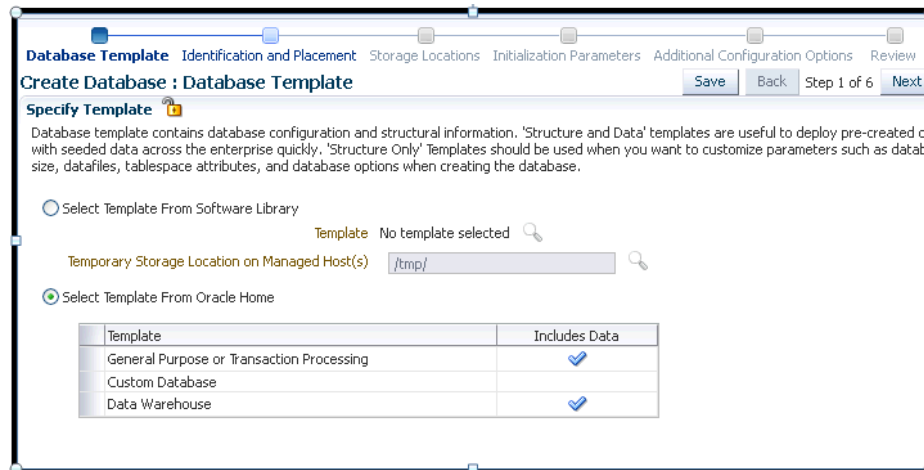 Database Template Identification and Placement Storage Locations Initialization Parameters Additional Configuration Options Review
Create Database : Database Template Save Back Step 1 of 6 Next
Specify Template
Database template contains database configuration and structural information. 'Structure and Data' templates are useful to deploy pre-created
with seeded data across the enterprise quickly. 'Structure Only' Templates should be used when you want to customize parameters such as
size, datafiles, tablespace attributes, and database options when creating the database.
Select Template From Software Library
Template No template selected
Temporary Storage Location on Managed Host(s) /tmp/
Select Template From Oracle Home
Template Includes Data
General Purpose or Transaction Processing
Custom Database
Data Warehouse